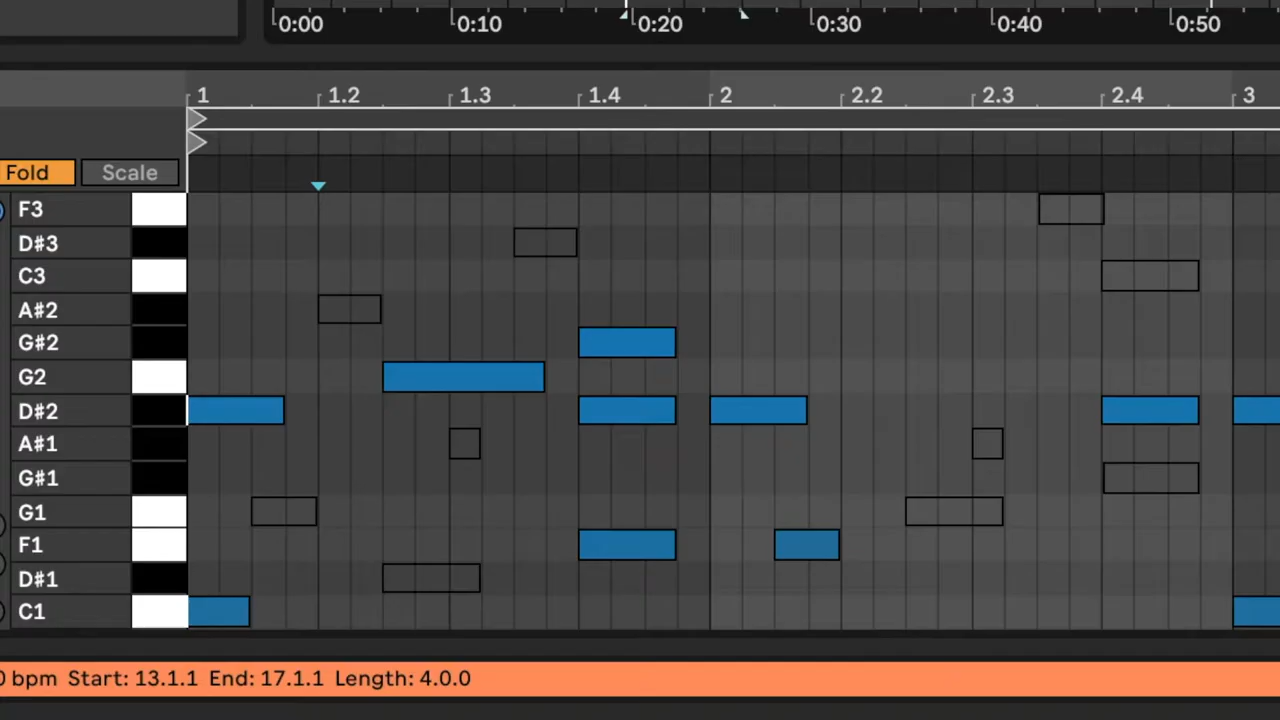 0:00 0:10 0:20 0:30 0:40 0:50
1 1.2 1.3 1.4 2 2.2 2.3 2.4 3
Fold Scale
F3
D#3
C3
A#2
G#2
G2
D#2
A#1
G#1
G1
F1
D#1
C1
0 bpm Start: 13.1.1 End: 17.1.1 Length: 4.0.0